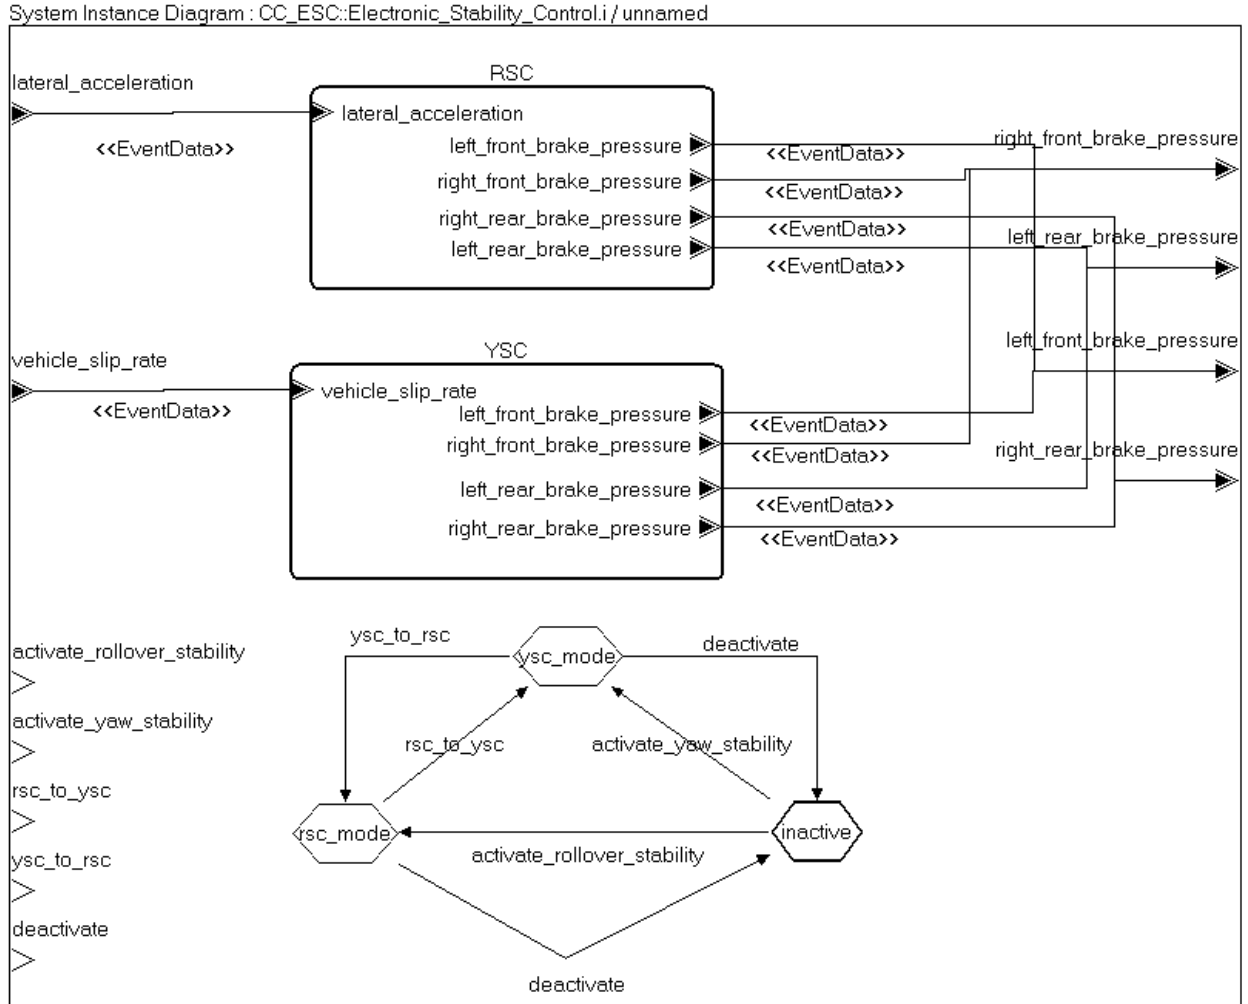 System Instance Diagram : CC_ESC::Electronic_Stability_Control.i / unnamed
lateral_acceleration
<<EventData>>
RSC
lateral_acceleration
left_front_brake_pressure
right_front_brake_pressure
right_rear_brake_pressure
left_rear_brake_pressure
<<EventData>>
<<EventData>>
<<EventData>>
<<EventData>>
right_front_brake_pressure
left_rear_brake_pressure
left_front_brake_pressure
right_rear_brake_pressure
vehicle_slip_rate
<<EventData>>
YSC
vehicle_slip_rate
left_front_brake_pressure
right_front_brake_pressure
left_rear_brake_pressure
right_rear_brake_pressure
<<EventData>>
<<EventData>>
<<EventData>>
<<EventData>>
activate_rollover_stability
activate_yaw_stability
rsc_to_ysc
ysc_to_rsc
deactivate
ysc_to_rsc
ysc_mode
deactivate
rsc_to_ysc
activate_yaw_stability
rsc_mode
inactive
activate_rollover_stability
deactivate